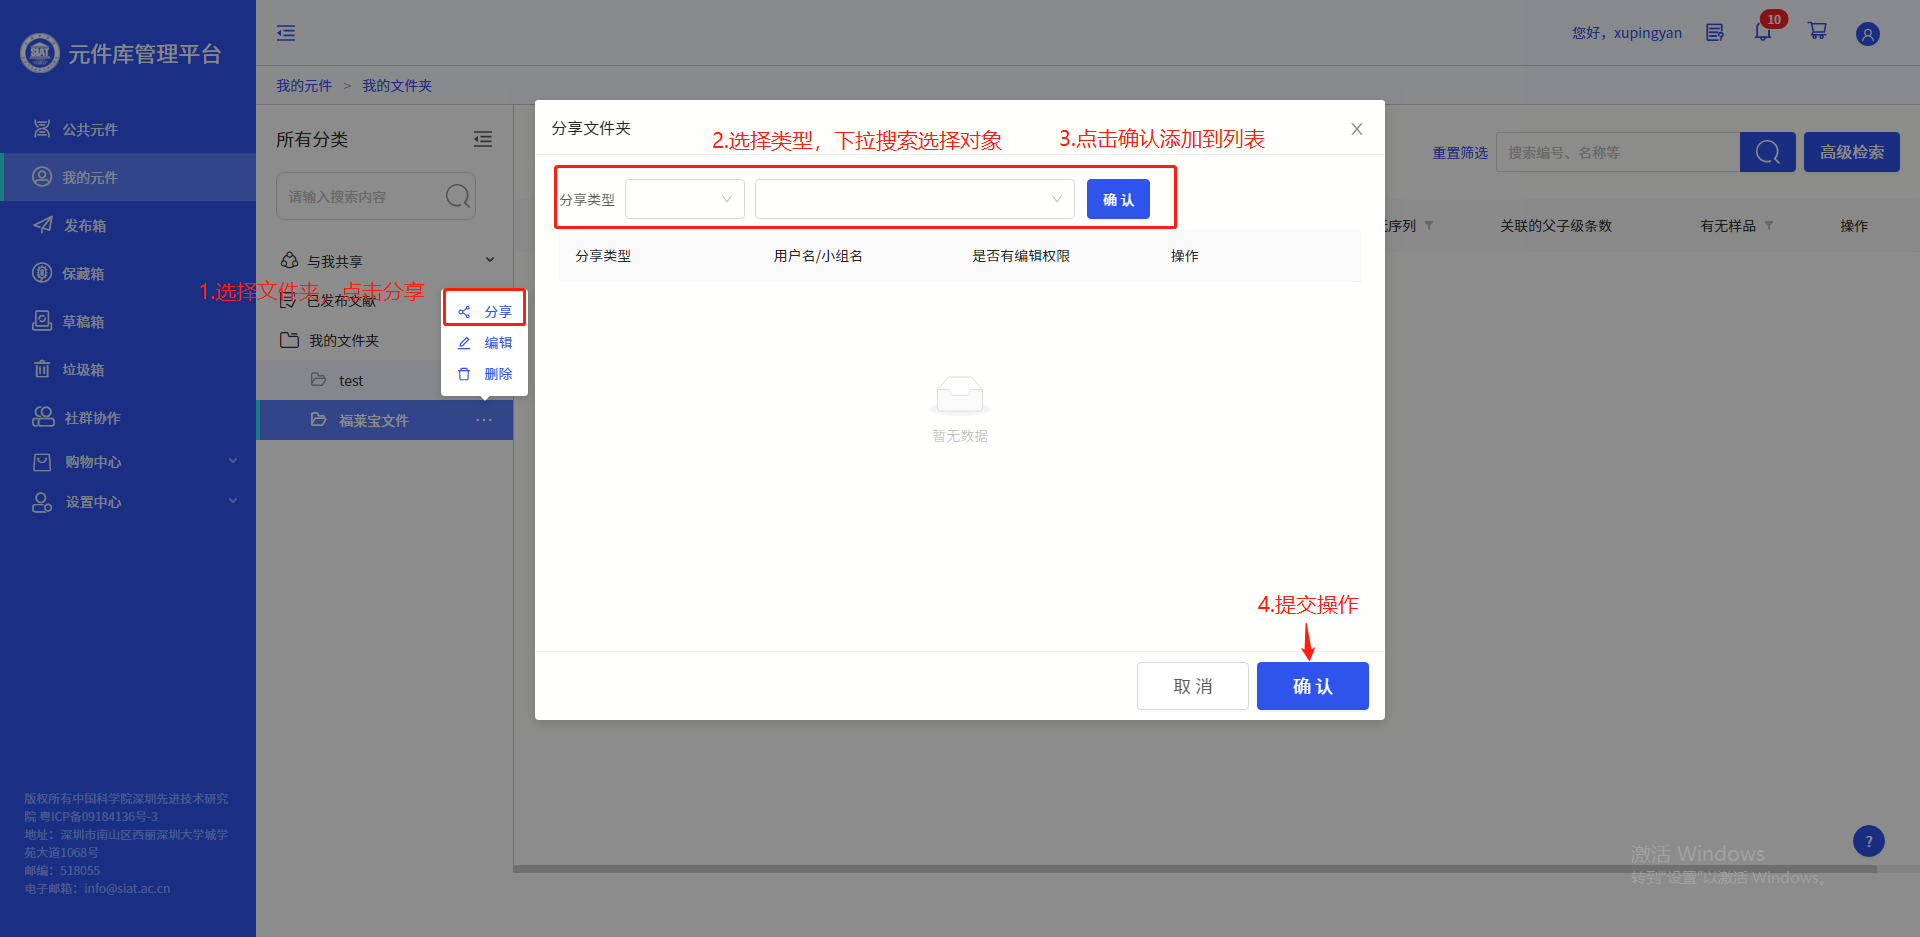 SIAT
元件库管理平台
公共元件
我的元件
发布箱
保藏箱
草稿箱
垃圾箱
社群协作
购物中心
设置中心
版权所有中国科学院深圳先进技术研究
院 粤ICP备09184136号-3
地址：深圳市南山区西丽深圳大学城学
苑大道1068号
邮编：518055
电子邮箱：info@siat.ac.cn
您好，xupingyan
10
我的元件 > 我的文件夹
所有分类
请输入搜索内容
与我共享
1.选择文件夹，点击分享
已发布文献
我的文件夹
test
福莱宝文件 ···
分享
编辑
删除
重置筛选
搜索编号、名称等
高级检索
序列
关联的父子级条数
有无样品
操作
分享文件夹
2.选择类型，下拉搜索选择对象
3.点击确认添加到列表
分享类型
确 认
分享类型 用户名/小组名 是否有编辑权限 操作
暂无数据
4.提交操作
取 消
确 认
?
激活 Windows
转到"设置"以激活 Windows。